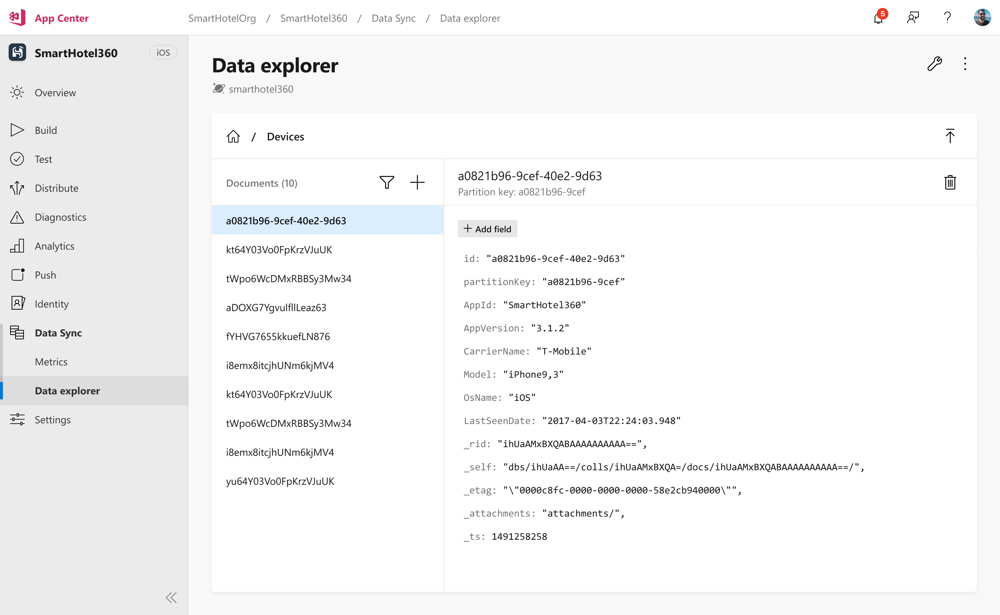 App Center
SmartHotelOrg / SmartHotel360 / Data Sync / Data explorer
5
SmartHotel360
iOS
Overview
Build
Test
Distribute
Diagnostics
Analytics
Push
Identity
Data Sync
Metrics
Data explorer
Settings
Data explorer
smarthotel360
/ Devices
Documents (10)
a0821b96-9cef-40e2-9d63
kt64Y03Vo0FpKrzVJuUK
tWpo6WcDMxRBBSy3Mw34
aDOXG7YgvulfllLeaz63
fYHVG7655kkuefLN876
i8emx8itcjhUNm6kjMV4
kt64Y03Vo0FpKrzVJuUK
tWpo6WcDMxRBBSy3Mw34
i8emx8itcjhUNm6kjMV4
yu64Y03Vo0FpKrzVJuUK
a0821b96-9cef-40e2-9d63
Partition key: a0821b96-9cef
Add field
id: "a0821b96-9cef-40e2-9d63"
partitionKey: "a0821b96-9cef"
AppId: "SmartHotel360"
AppVersion: "3.1.2"
CarrierName: "T-Mobile"
Model: "iPhone9,3"
OsName: "iOS"
LastSeenDate: "2017-04-03T22:24:03.948"
_rid: "ihUaAMxBXQABAAAAAAAAAA==",
_self: "dbs/ihUaAA==/colls/ihUaAMxBXQA=/docs/ihUaAMxBXQABAAAAAAAAAA==/",
_etag: "\"0000c8fc-0000-0000-0000-58e2cb940000\"",
_attachments: "attachments/",
_ts: 1491258258